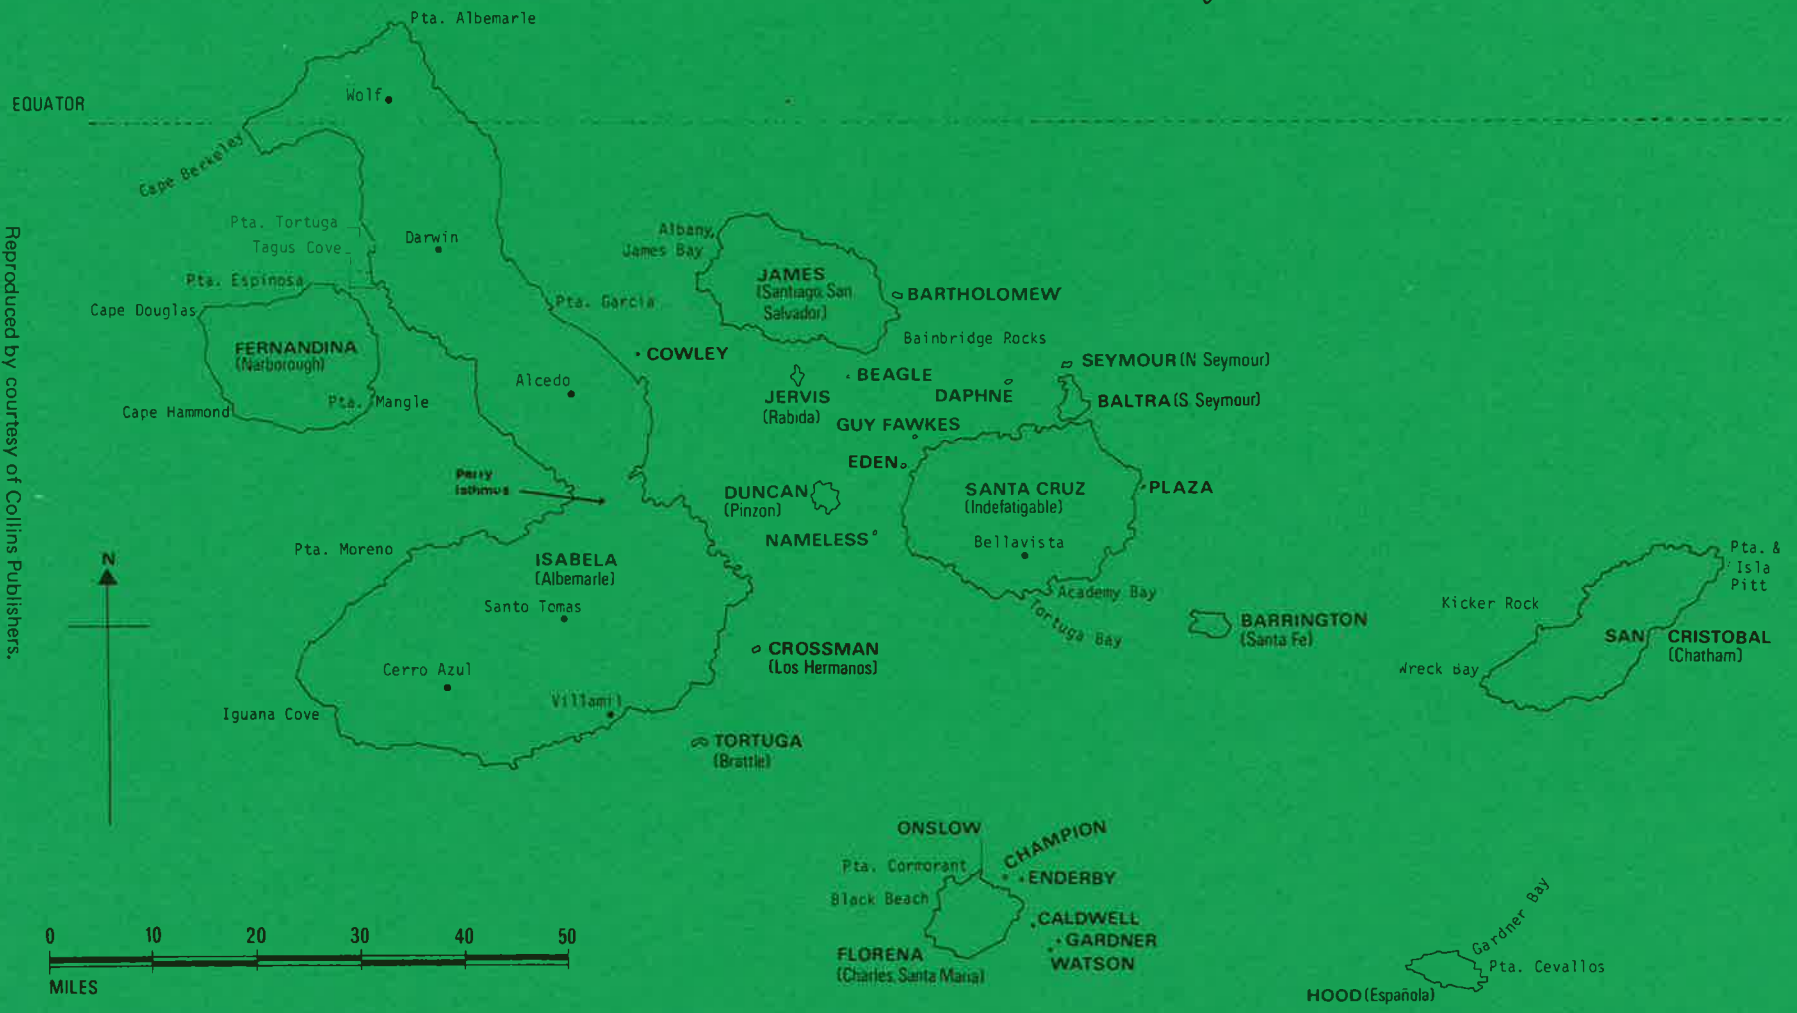 Pta. Albemarle
Wolf
EQUATOR
Cape Berkeley
Pta. Tortuga
Tagus Cove
Darwin
Pta. Espinosa
Cape Douglas
FERNANDINA
(Narborough)
Cape Hammond
Pta. Mangle
Pta. Garcia
Alcedo
COWLEY
Albany,
James Bay
JAMES
(Santiago, San
Salvador)
BARTHOLOMEW
Bainbridge Rocks
JERVIS
(Rabida)
BEAGLE
DAPHNE
SEYMOUR (N Seymour)
BALTRA (S. Seymour)
GUY FAWKES
EDEN
Perry
Isthmus
DUNCAN
(Pinzon)
NAMELESS
SANTA CRUZ
(Indefatigable)
Bellavista
PLAZA
Academy Bay
Tortuga Bay
Pta. Moreno
ISABELA
(Albemarle)
Santo Tomas
Cerro Azul
Villamil
Iguana Cove
CROSSMAN
(Los Hermanos)
TORTUGA
(Brattle)
BARRINGTON
(Santa Fe)
Pta. &
Isla
Pitt
Kicker Rock
SAN CRISTOBAL
(Chatham)
Wreck Bay
N
ONSLOW
CHAMPION
Pta. Cormorant
ENDERBY
Black Beach
CALDWELL
GARDNER
WATSON
FLORENA
(Charles, Santa Maria)
Gardner Bay
Pta. Cevallos
HOOD (Española)
0 10 20 30 40 50
MILES
Reproduced by courtesy of Collins Publishers.